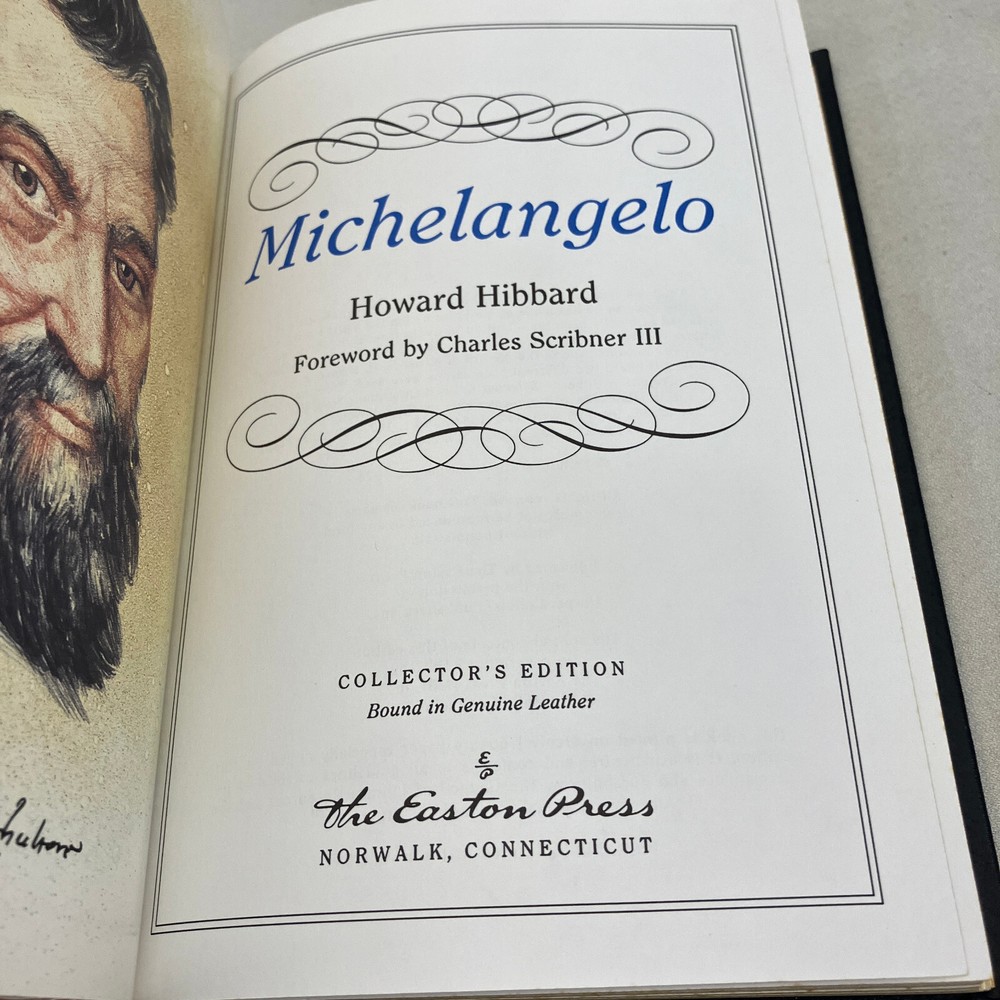 Michelangelo
Howard Hibbard
Foreword by Charles Scribner III
COLLECTOR'S EDITION
Bound in Genuine Leather
The Easton Press
NORWALK, CONNECTICUT